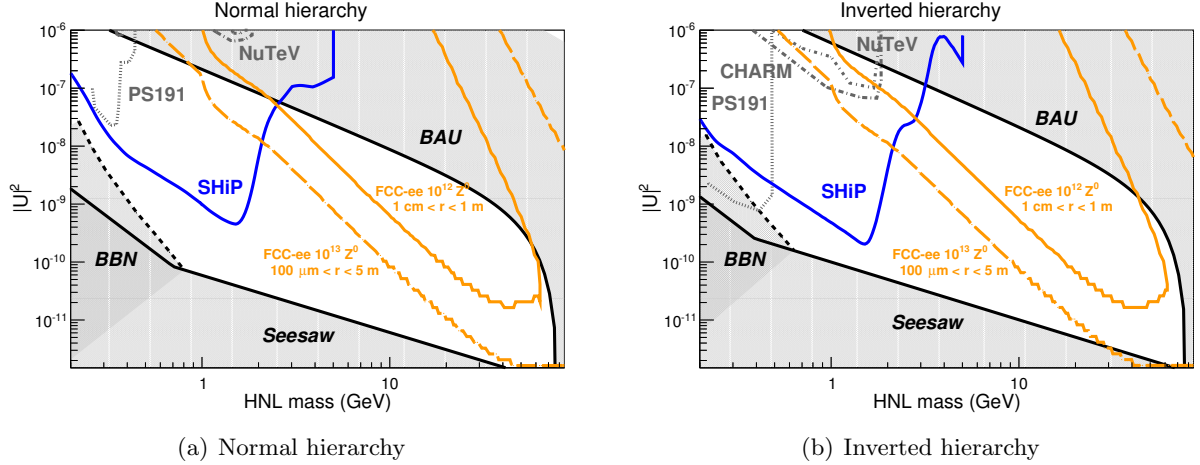 Normal hierarchy
|U|²
10⁻⁶
10⁻⁷
10⁻⁸
10⁻⁹
10⁻¹⁰
10⁻¹¹
NuTeV
PS191
BAU
SHiP
FCC-ee 10¹² Z⁰
1 cm < r < 1 m
FCC-ee 10¹³ Z⁰
100 μm < r < 5 m
BBN
Seesaw
1
10
HNL mass (GeV)
(a) Normal hierarchy
Inverted hierarchy
|U|²
10⁻⁶
10⁻⁷
10⁻⁸
10⁻⁹
10⁻¹⁰
10⁻¹¹
NuTeV
CHARM
PS191
BAU
SHiP
FCC-ee 10¹² Z⁰
1 cm < r < 1 m
FCC-ee 10¹³ Z⁰
100 μm < r < 5 m
BBN
Seesaw
1
10
HNL mass (GeV)
(b) Inverted hierarchy